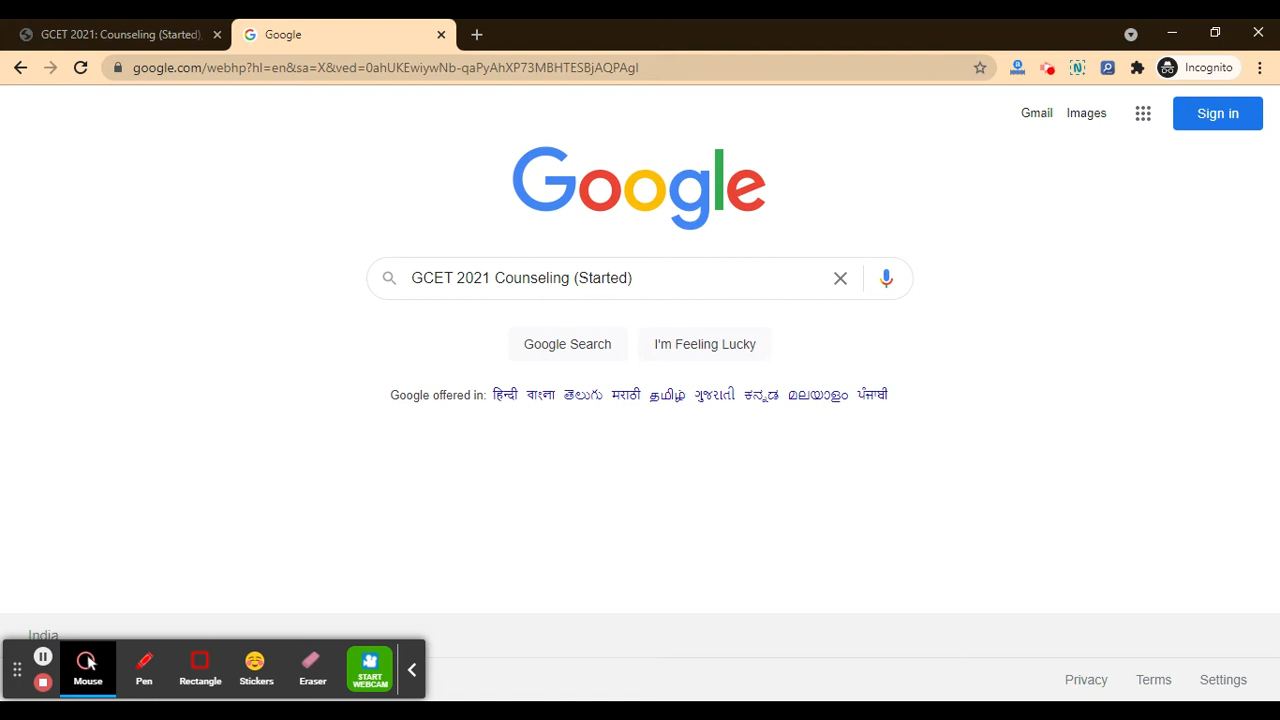 GCET 2021: Counseling (Started),
Google
google.com/webhp?hl=en&sa=X&ved=0ahUKEwiywNb-qaPyAhXP73MBHTESBjAQPAgI
Incognito
Gmail
Images
Sign in
Google
GCET 2021 Counseling (Started)
Google Search
I'm Feeling Lucky
Google offered in: हिन्दी বাংলা తెలుగు मराठी தமிழ் ગુજરાતી ಕನ್ನಡ മലയാളം ਪੰਜਾਬੀ
India
Mouse
Pen
Rectangle
Stickers
Eraser
START
WEBCAM
Privacy
Terms
Settings